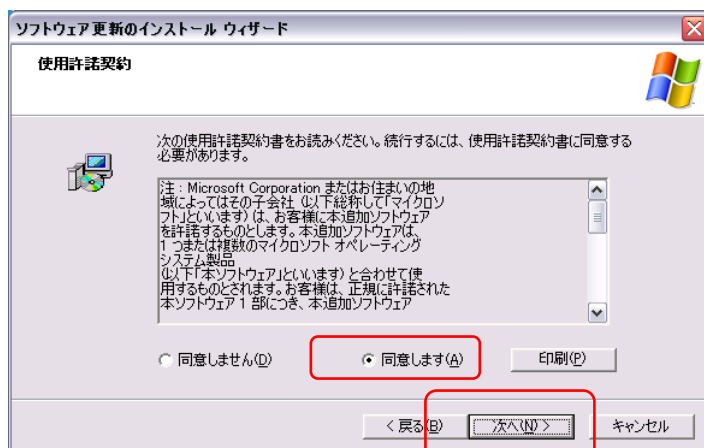 ソフトウェア更新のインストール ウィザード
使用許諾契約
次の使用許諾契約書をお読みください。続行するには、使用許諾契約書に同意する
必要があります。
注 : Microsoft Corporation またはお住まいの地
域によってはその子会社 (以下総称して「マイクロソ
フト」といいます) は、お客様に本追加ソフトウェア
を許諾するものとします。本追加ソフトウェアは、
1 つまたは複数のマイクロソフト オペレーティング
システム製品
(以下「本ソフトウェア」といいます) と合わせて使
用するものとされます。お客様は、正規に許諾された
本ソフトウェア 1 部につき、本追加ソフトウェア
同意しません(D) 同意します(A) 印刷(P)
< 戻る(B) 次へ(N) > キャンセル